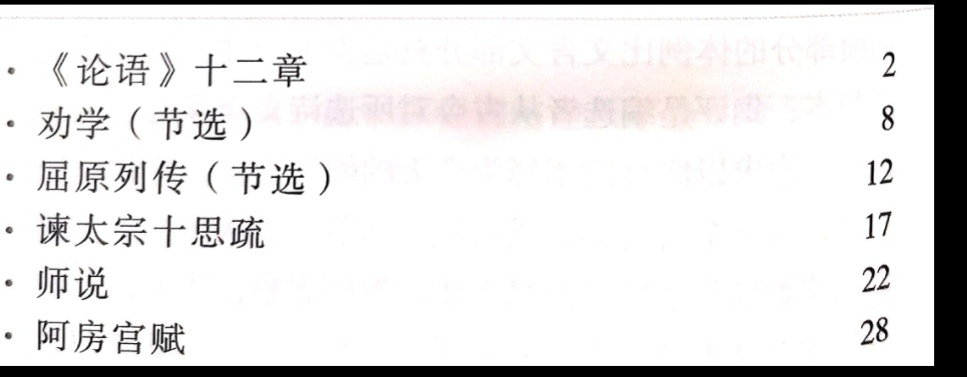 · 《论语》十二章 2
· 劝学（节选） 8
· 屈原列传（节选） 12
· 谏太宗十思疏 17
· 师说 22
· 阿房宫赋 28